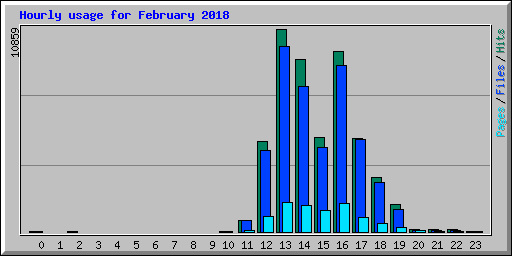 Hourly usage for February 2018
10859
Pages/Files/Hits
0 1 2 3 4 5 6 7 8 9 10 11 12 13 14 15 16 17 18 19 20 21 22 23